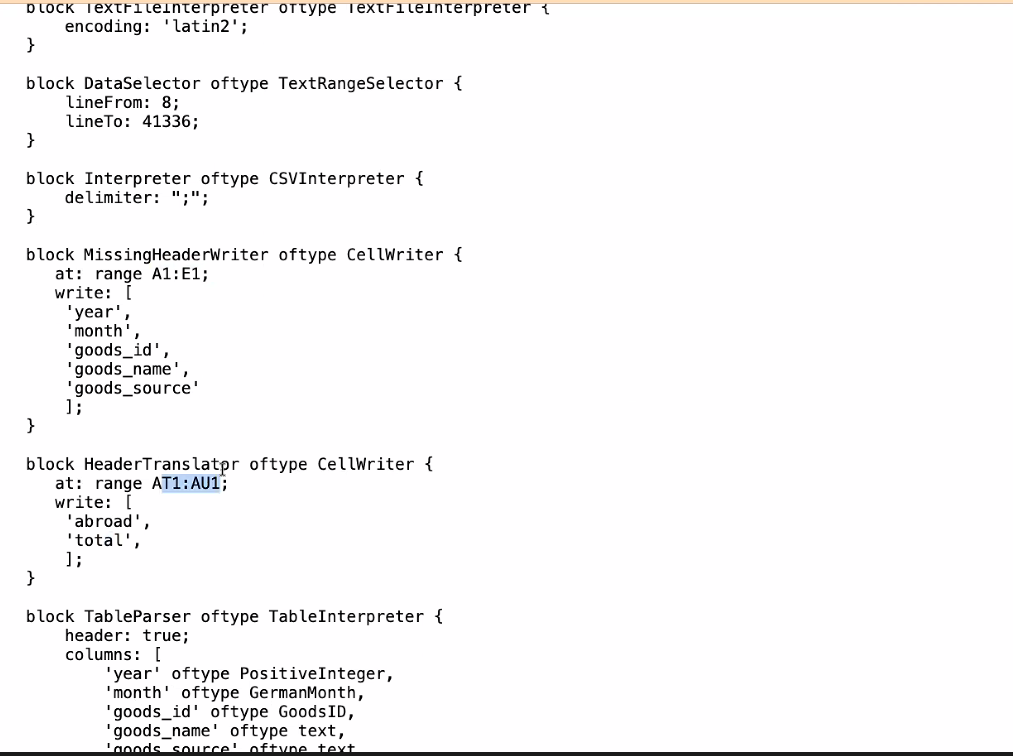 block TextFileInterpreter oftype TextFileInterpreter {
encoding: 'latin2';
}
block DataSelector oftype TextRangeSelector {
lineFrom: 8;
lineTo: 41336;
}
block Interpreter oftype CSVInterpreter {
delimiter: ";";
}
block MissingHeaderWriter oftype CellWriter {
at: range A1:E1;
write: [
'year',
'month',
'goods_id',
'goods_name',
'goods_source'
];
}
block HeaderTranslator oftype CellWriter {
at: range AT1:AU1;
write: [
'abroad',
'total',
];
}
block TableParser oftype TableInterpreter {
header: true;
columns: [
'year' oftype PositiveInteger,
'month' oftype GermanMonth,
'goods_id' oftype GoodsID,
'goods_name' oftype text,
'goods_source' oftype text